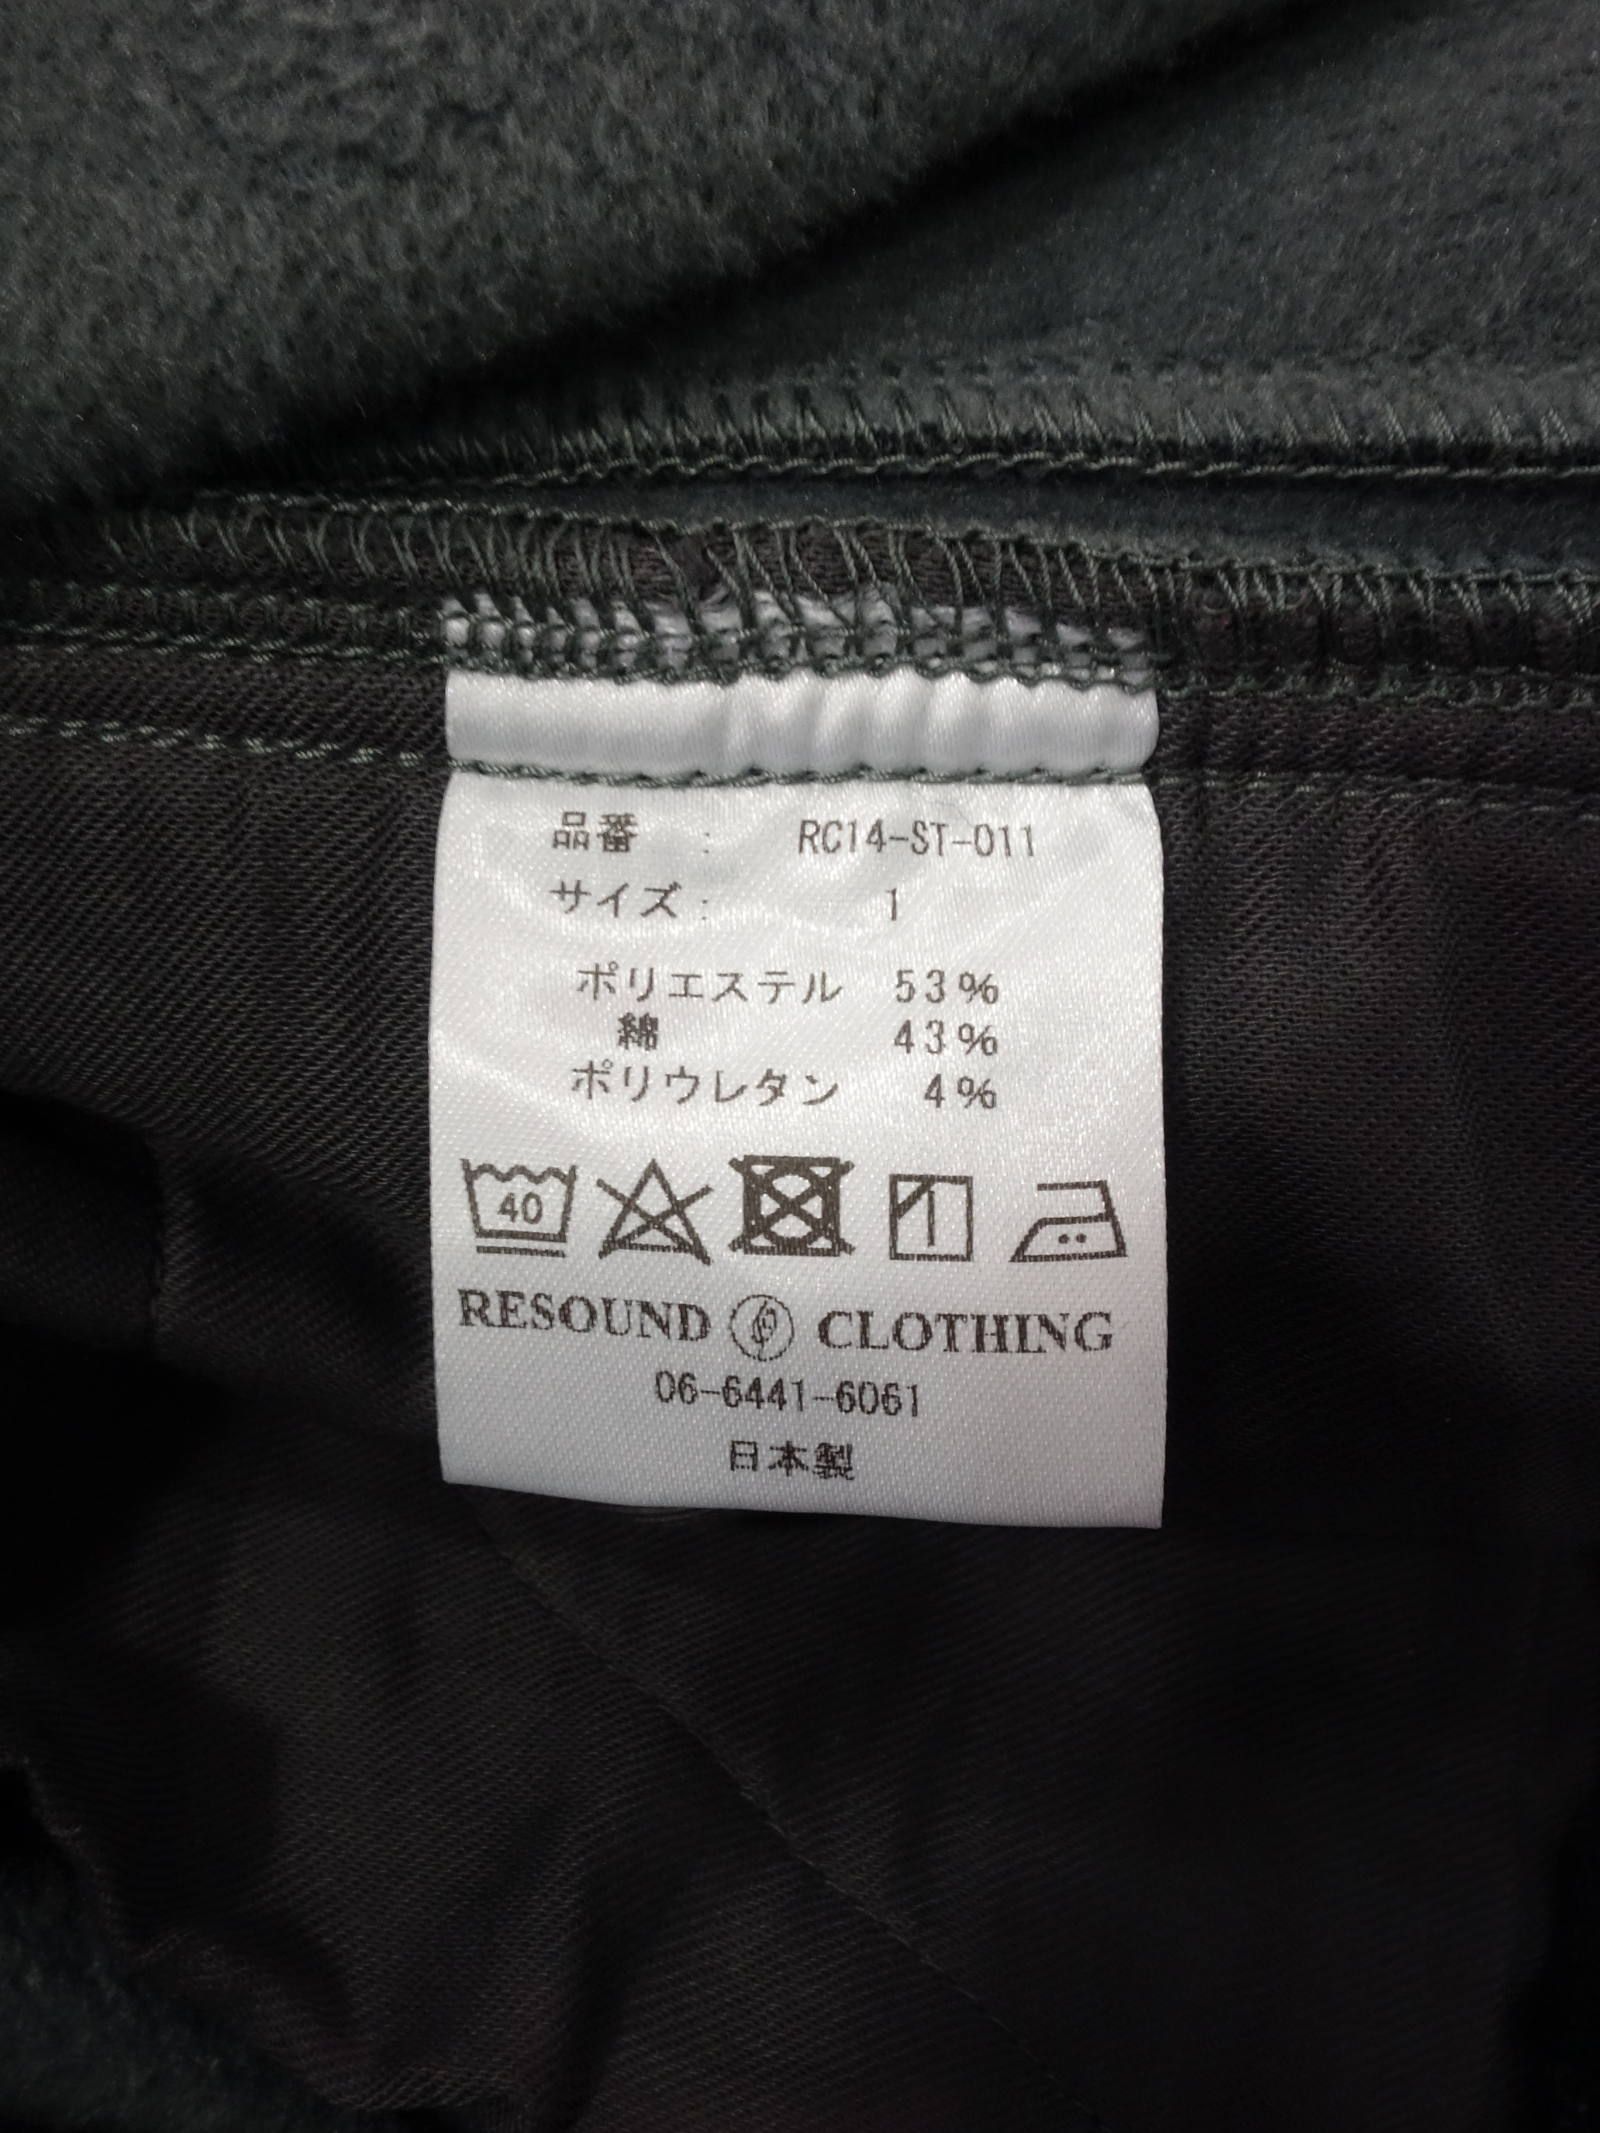 品番 : RC14-ST-011
サイズ: 1
ポリエステル 53%
綿 43%
ポリウレタン 4%
40
RESOUND CLOTHING
06-6441-6061
日本製